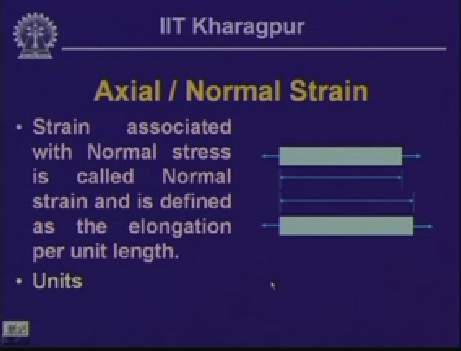 IIT Kharagpur
Axial / Normal Strain
• Strain associated
with Normal stress
is called Normal
strain and is defined
as the elongation
per unit length.
• Units